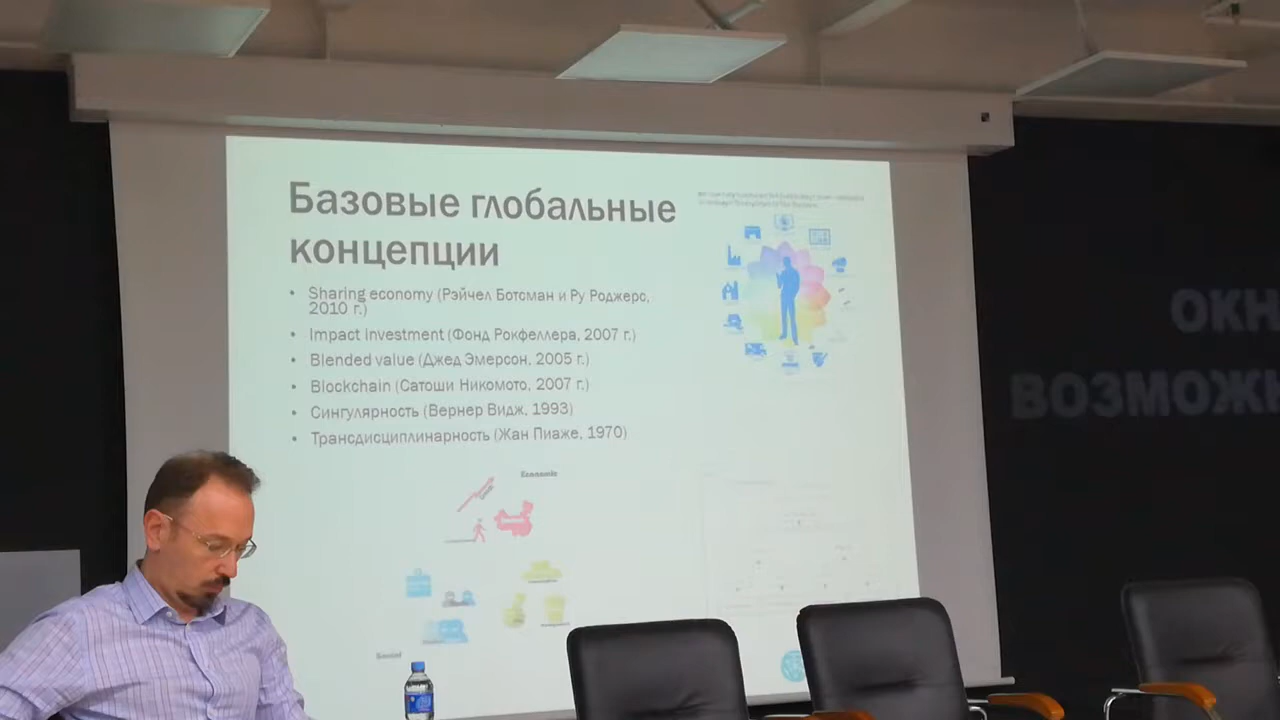 Базовые глобальные
концепции
• Sharing economy (Рэйчел Ботсман и Ру Роджерс,
2010 г.)
• Impact Investment (Фонд Рокфеллера, 2007 г.)
• Blended value (Джед Эмерсон, 2005 г.)
• Blockchain (Сатоши Никомото, 2007 г.)
• Сингулярность (Вернер Видж, 1993)
• Трансдисциплинарность (Жан Пиаже, 1970)
Economic
Social
ОКН
ВОЗМОЖН